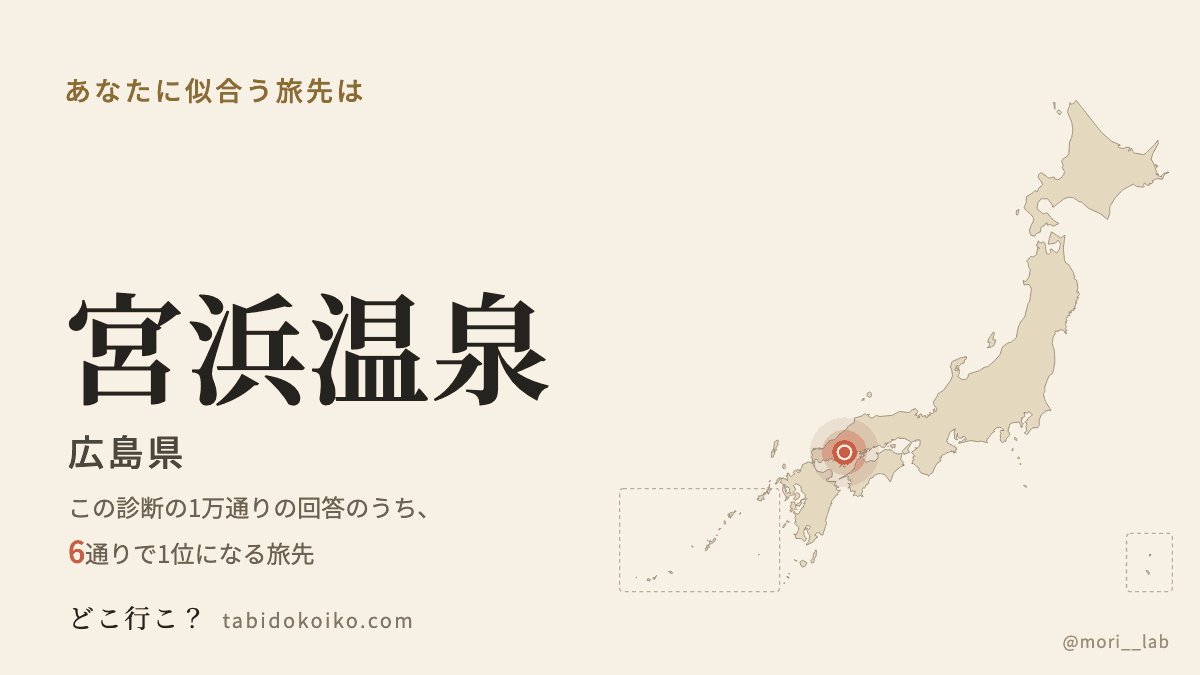 あなたに似合う旅先は
宮浜温泉
広島県
この診断の1万通りの回答のうち、
6通りで1位になる旅先
どこ行こ？ tabidokoiko.com
@mori__lab